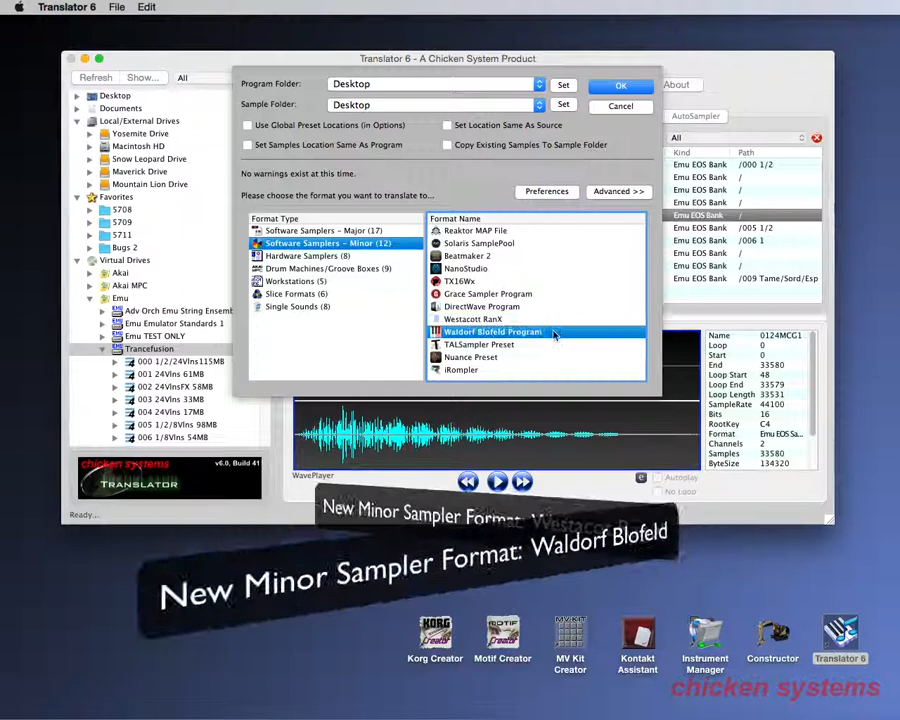 Translator 6 File Edit
Translator 6 - A Chicken System Product
Refresh Show... All
Desktop
Documents
Local/External Drives
Yosemite Drive
Macintosh HD
Snow Leopard Drive
Maverick Drive
Mountain Lion Drive
Favorites
5708
5709
5711
Bugs 2
Virtual Drives
Akai
Akai MPC
Emu
Adv Orch Emu String Ensemb
Emu Emulator Standards 1
Emu TEST ONLY
Trancefusion
000 1/2/24Vlns115MB
001 24Vlns 61MB
002 24VlnsFX 58MB
003 24Vlns 33MB
004 24Vlns 17MB
006 1/8Vlns 54MB
chicken systems
TRANSLATOR
v6.0, Build 41
Ready...
Program Folder: Desktop Set OK
Sample Folder: Desktop Set Cancel
Use Global Preset Locations (in Options) Set Location Same As Source
Set Samples Location Same As Program Copy Existing Samples To Sample Folder
No warnings exist at this time.
Please choose the format you want to translate to... Preferences Advanced >>
Format Type
Software Samplers - Major (17)
Software Samplers - Minor (12)
Hardware Samplers (8)
Drum Machines/Groove Boxes (9)
Workstations (5)
Slice Formats (6)
Single Sounds (8)
Format Name
Reaktor MAP File
Solaris SamplePool
Beatmaker 2
NanoStudio
TX16Wx
Grace Sampler Program
DirectWave Program
Westacott RanX
Waldorf Blofeld Program
TALSampler Preset
Nuance Preset
iRompler
About
AutoSampler
All
Kind Path
Emu EOS Bank /000 1/2
Emu EOS Bank /
Emu EOS Bank /
Emu EOS Bank /
Emu EOS Bank /
Emu EOS Bank /005 1/2
Emu EOS Bank /006 1
Emu EOS Bank /
Emu EOS Bank /
Emu EOS Bank /009 Tame/Sord/Esp
Name 0124MCG1
Loop 0
Start 0
End 33580
Loop Start 48
Loop End 33579
Loop Length 33531
SampleRate 44100
Bits 16
RootKey C4
Format Emu EOS Sa...
Channels 2
Samples 33580
ByteSize 134320
WavePlayer
Autoplay
No Loop
New Minor Sampler Format:
New Minor Sampler Format: Waldorf Blofeld
Korg Creator
Motif Creator
MV Kit Creator
Kontakt Assistant
Instrument Manager
Constructor
Translator 6
chicken systems